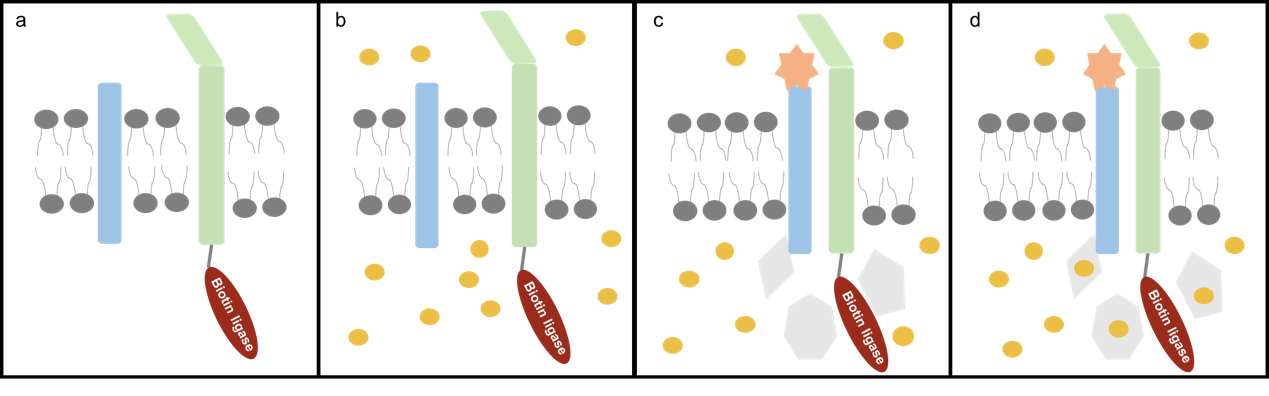 a
b
c
d
Biotin ligase
Biotin ligase
Biotin ligase
Biotin ligase